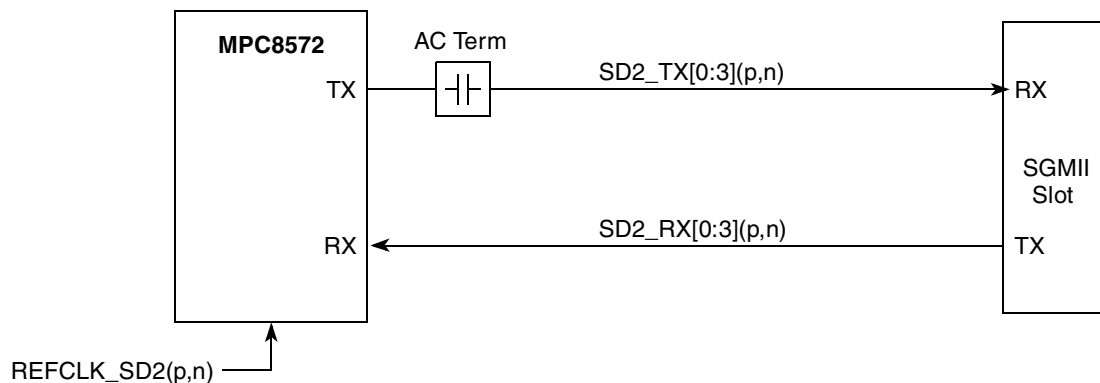 MPC8572
AC Term
TX
SD2_TX[0:3](p,n)
RX
SGMII
Slot
RX
SD2_RX[0:3](p,n)
TX
REFCLK_SD2(p,n)